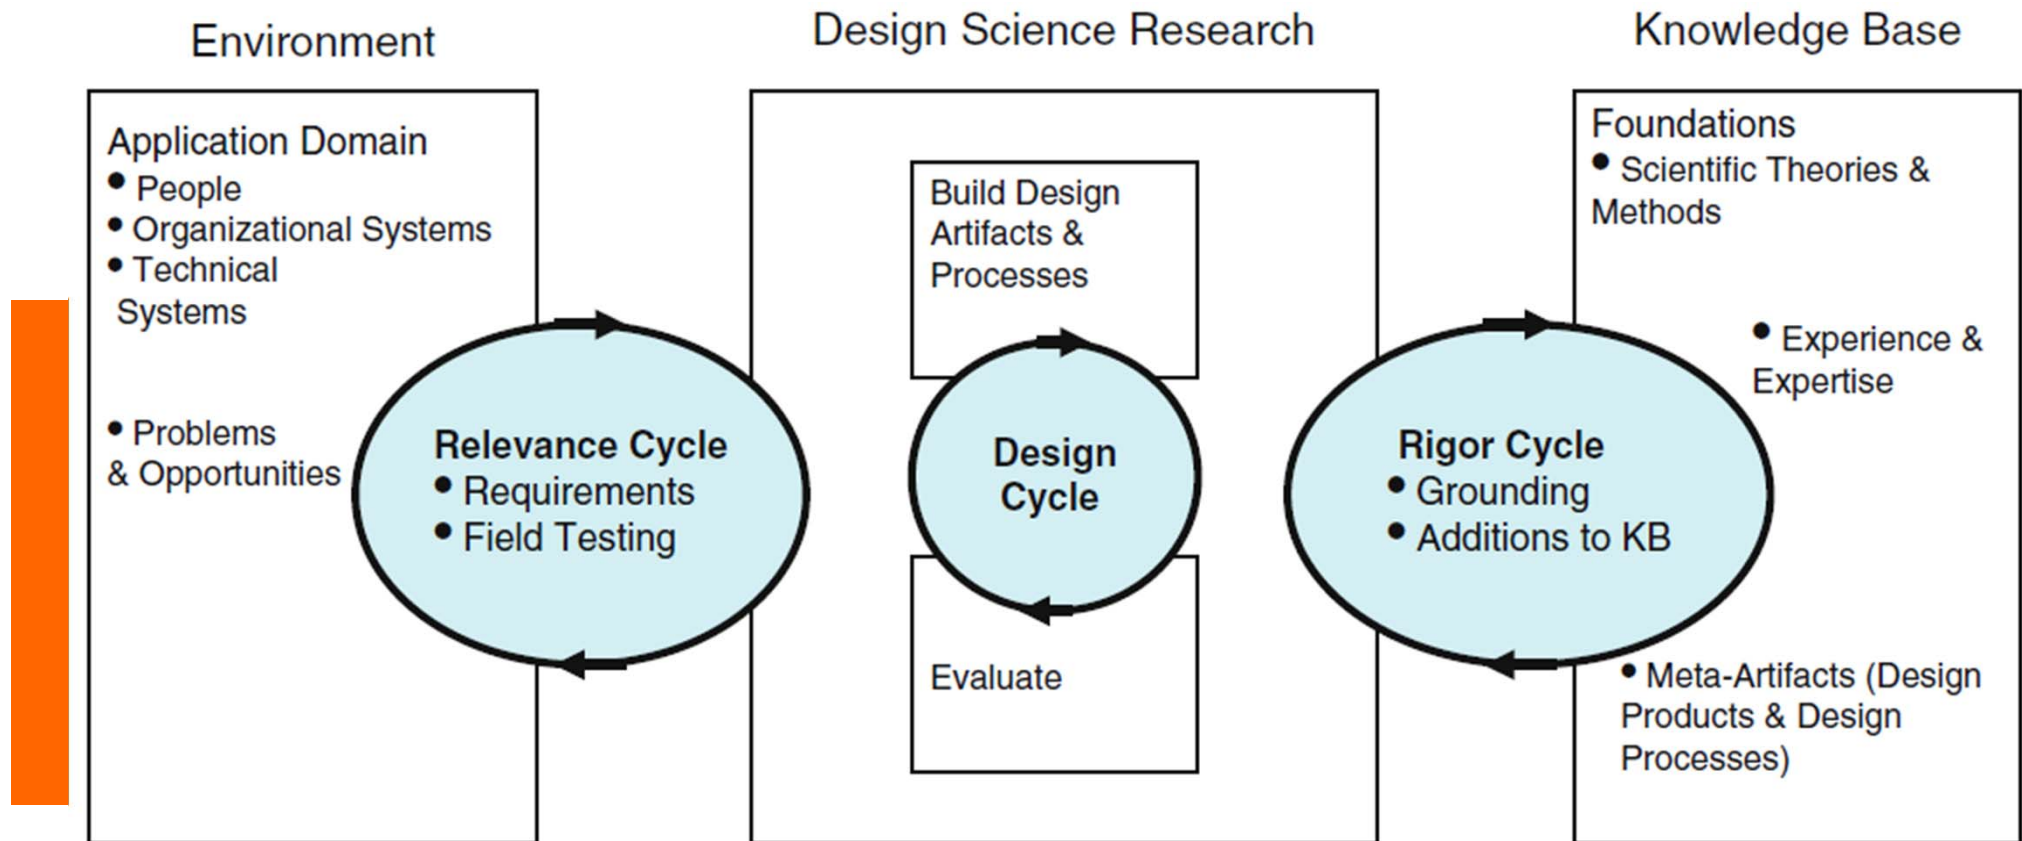 Environment
Design Science Research
Knowledge Base
Application Domain
• People
• Organizational Systems
• Technical
Systems
• Problems
& Opportunities
Relevance Cycle
• Requirements
• Field Testing
Build Design
Artifacts &
Processes
Design
Cycle
Evaluate
Rigor Cycle
• Grounding
• Additions to KB
Foundations
• Scientific Theories &
Methods
• Experience &
Expertise
• Meta-Artifacts (Design
Products & Design
Processes)